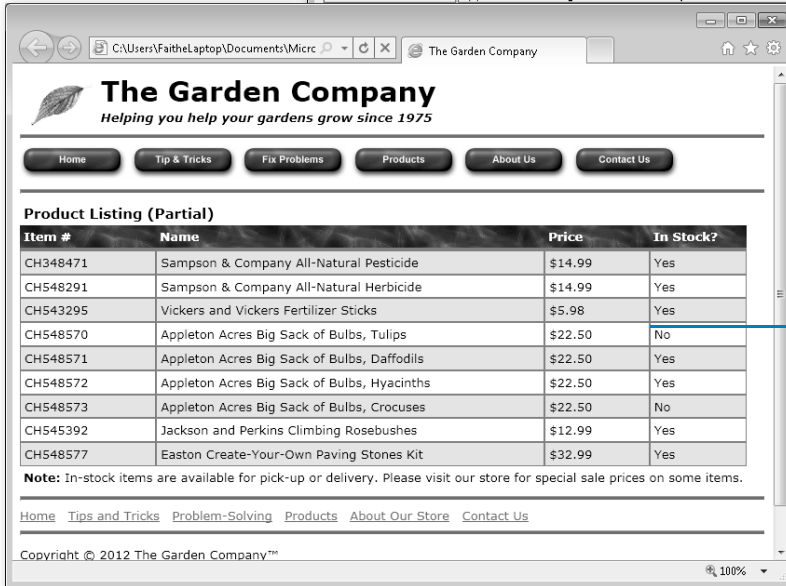 C:\Users\FaitheLaptop\Documents\Micrc
The Garden Company
The Garden Company
Helping you help your gardens grow since 1975
Home Tip & Tricks Fix Problems Products About Us Contact Us
Product Listing (Partial)
Item # Name Price In Stock?
CH348471 Sampson & Company All-Natural Pesticide $14.99 Yes
CH548291 Sampson & Company All-Natural Herbicide $14.99 Yes
CH543295 Vickers and Vickers Fertilizer Sticks $5.98 Yes
CH548570 Appleton Acres Big Sack of Bulbs, Tulips $22.50 No
CH548571 Appleton Acres Big Sack of Bulbs, Daffodils $22.50 Yes
CH548572 Appleton Acres Big Sack of Bulbs, Hyacinths $22.50 Yes
CH548573 Appleton Acres Big Sack of Bulbs, Crocuses $22.50 No
CH545392 Jackson and Perkins Climbing Rosebushes $12.99 Yes
CH548577 Easton Create-Your-Own Paving Stones Kit $32.99 Yes
Note: In-stock items are available for pick-up or delivery. Please visit our store for special sale prices on some items.
Home Tips and Tricks Problem-Solving Products About Our Store Contact Us
Copyright © 2012 The Garden Company™
100%